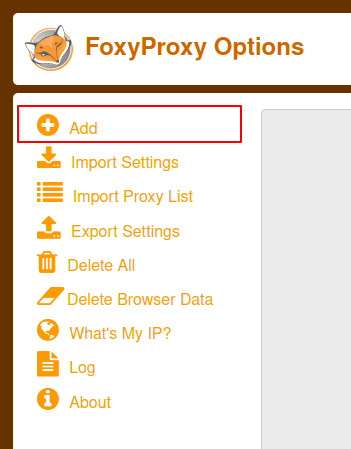 FoxyProxy Options
Add
Import Settings
Import Proxy List
Export Settings
Delete All
Delete Browser Data
What's My IP?
Log
About